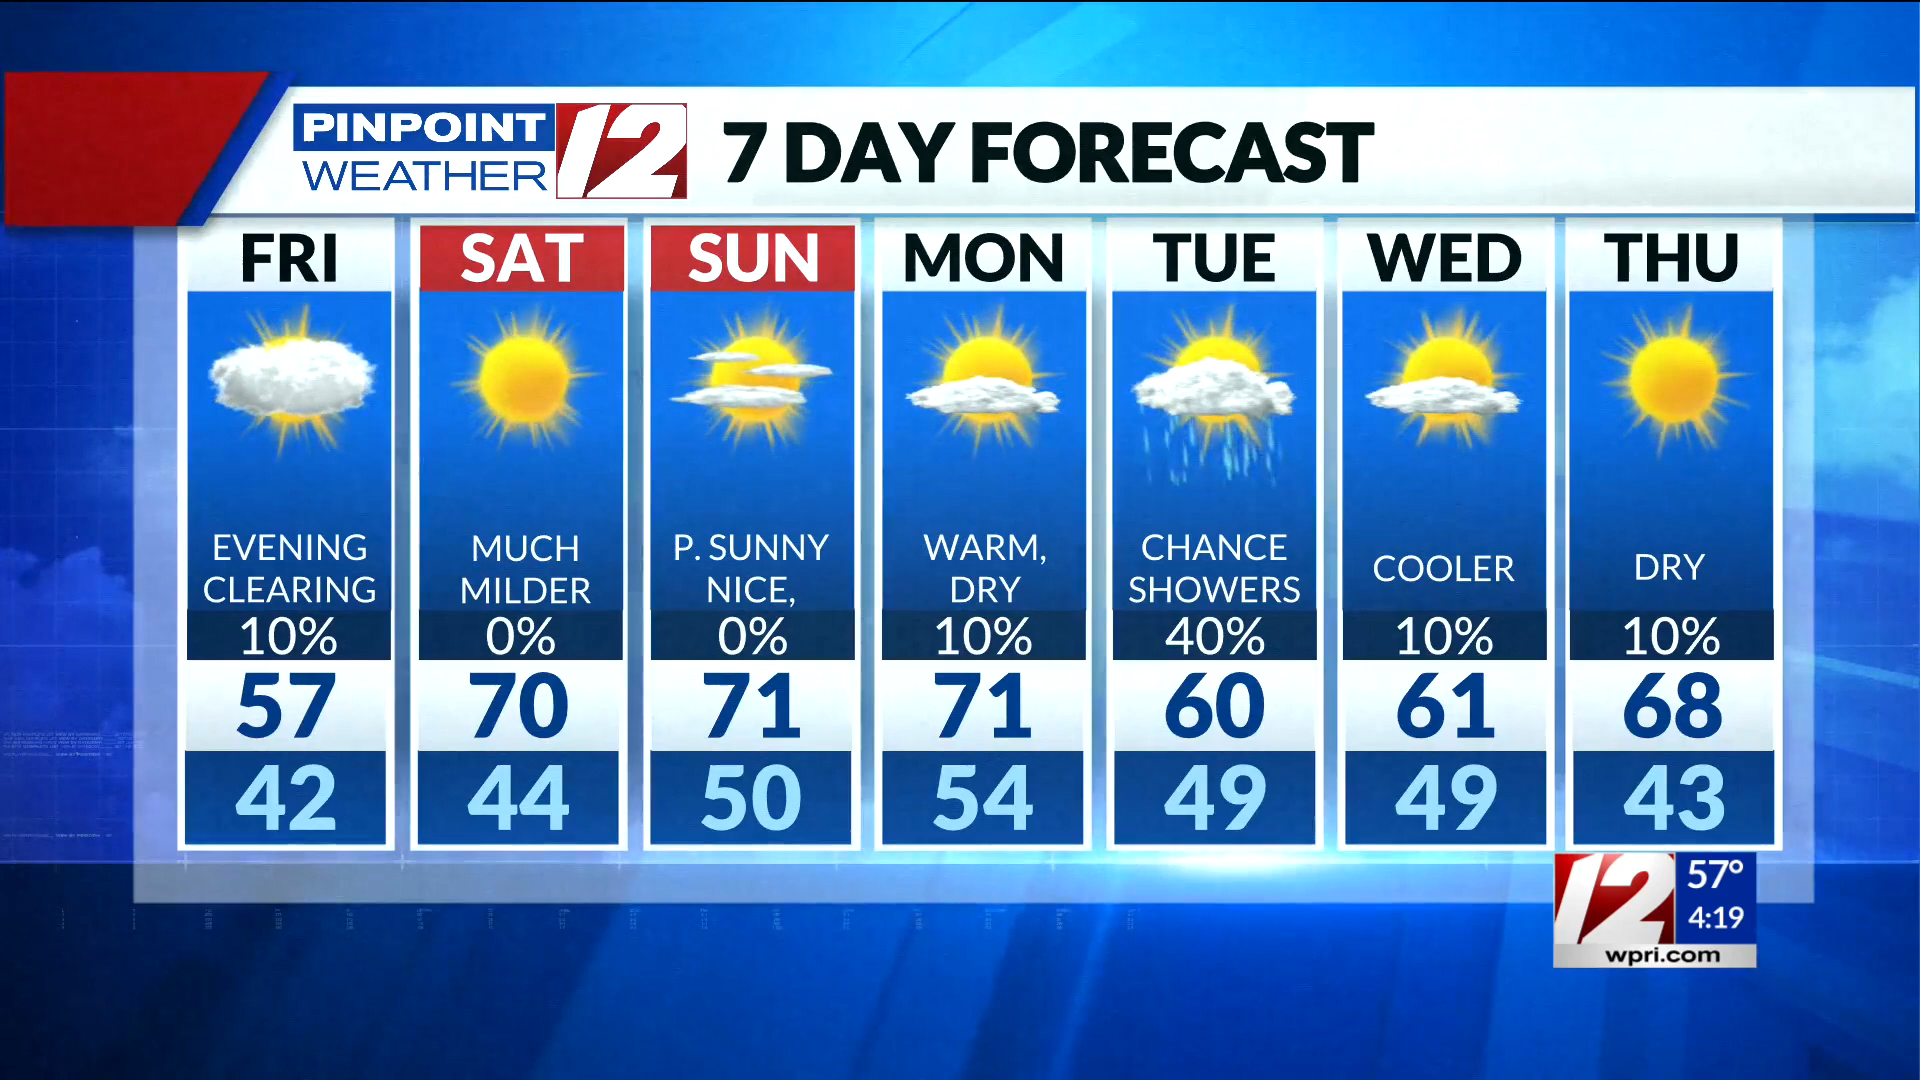 PINPOINT
WEATHER
12
7 DAY FORECAST
FRI
SAT
SUN
MON
TUE
WED
THU
EVENING
CLEARING
MUCH
MILDER
P. SUNNY
NICE,
WARM,
DRY
CHANCE
SHOWERS
COOLER
DRY
10%
0%
0%
10%
40%
10%
10%
57
70
71
71
60
61
68
42
44
50
54
49
49
43
12
57°
4:19
wpri.com